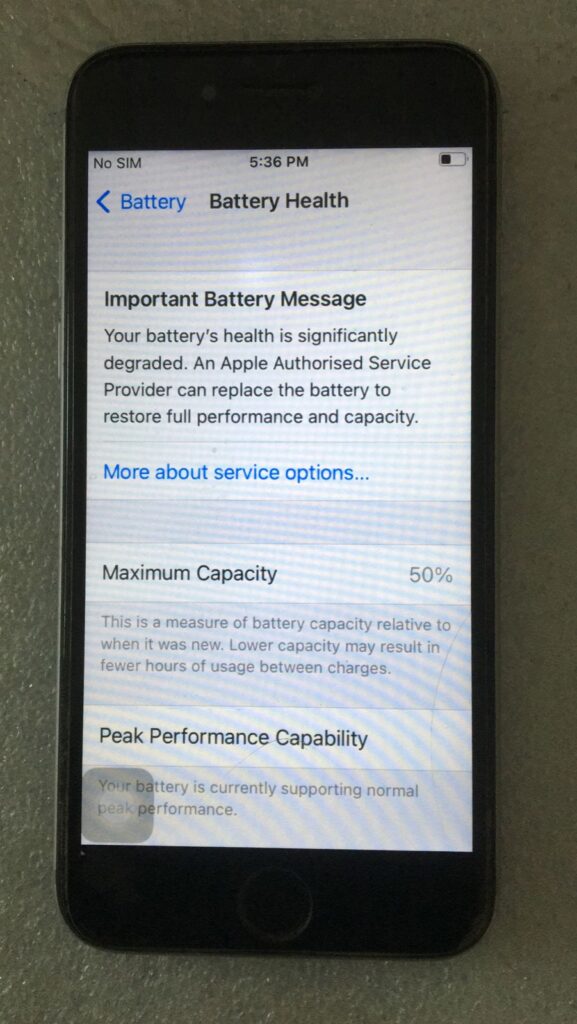 No SIM 5:36 PM
Battery Battery Health
Important Battery Message
Your battery's health is significantly
degraded. An Apple Authorised Service
Provider can replace the battery to
restore full performance and capacity.
More about service options...
Maximum Capacity 50%
This is a measure of battery capacity relative to
when it was new. Lower capacity may result in
fewer hours of usage between charges.
Peak Performance Capability
Your battery is currently supporting normal
peak performance.